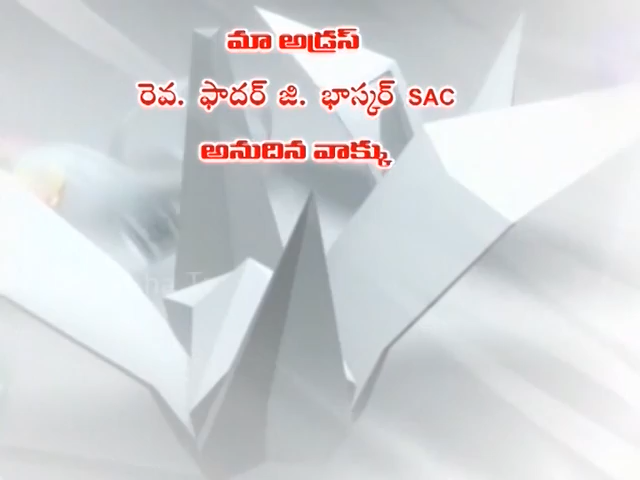 మా అడ్రస్
రెవ. ఫాదర్ జి. భాస్కర్ SAC
అనుదిన వాక్కు